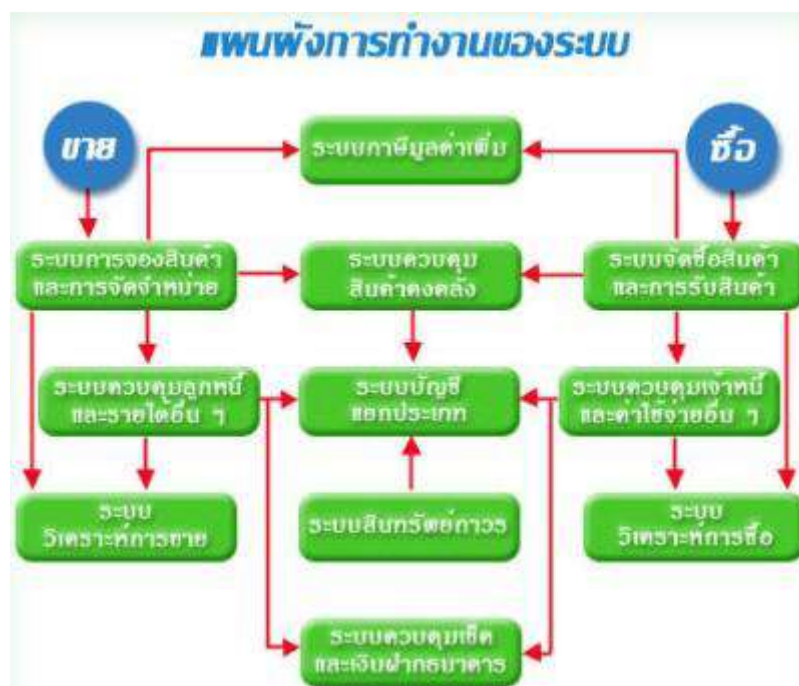 แผนผังการทำงานของระบบ
ขาย
ซื้อ
ระบบภาษีมูลค่าเพิ่ม
ระบบการจองสินค้า
และการจัดจำหน่าย
ระบบควบคุม
สินค้าคงคลัง
ระบบจัดซื้อสินค้า
และการรับสินค้า
ระบบควบคุมลูกหนี้
และรายได้อื่น ๆ
ระบบบัญชี
แยกประเภท
ระบบควบคุมเจ้าหนี้
และค่าใช้จ่ายอื่น ๆ
ระบบ
วิเคราะห์การขาย
ระบบสินทรัพย์ถาวร
ระบบ
วิเคราะห์การซื้อ
ระบบควบคุมเช็ค
และเงินฝากธนาคาร